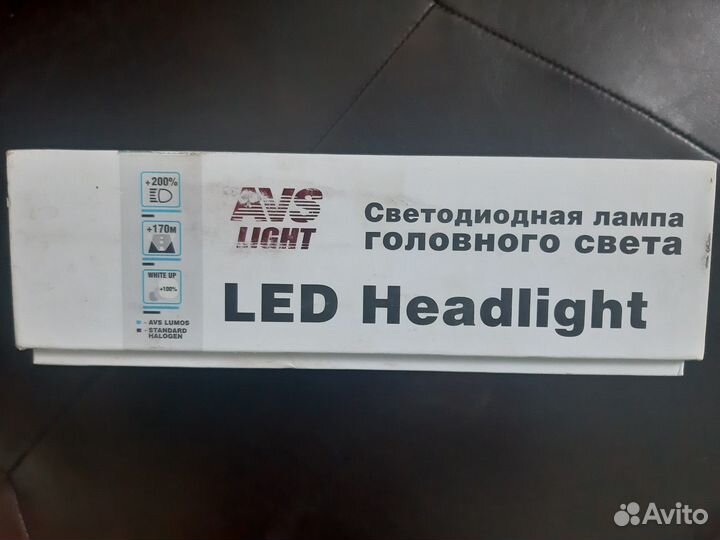 +200%
+170м
WHITE UP
+100%
- AVS LUMOS
- STANDARD
HALOGEN
AVS
LIGHT
Светодиодная лампа
головного света
LED Headlight
Avito